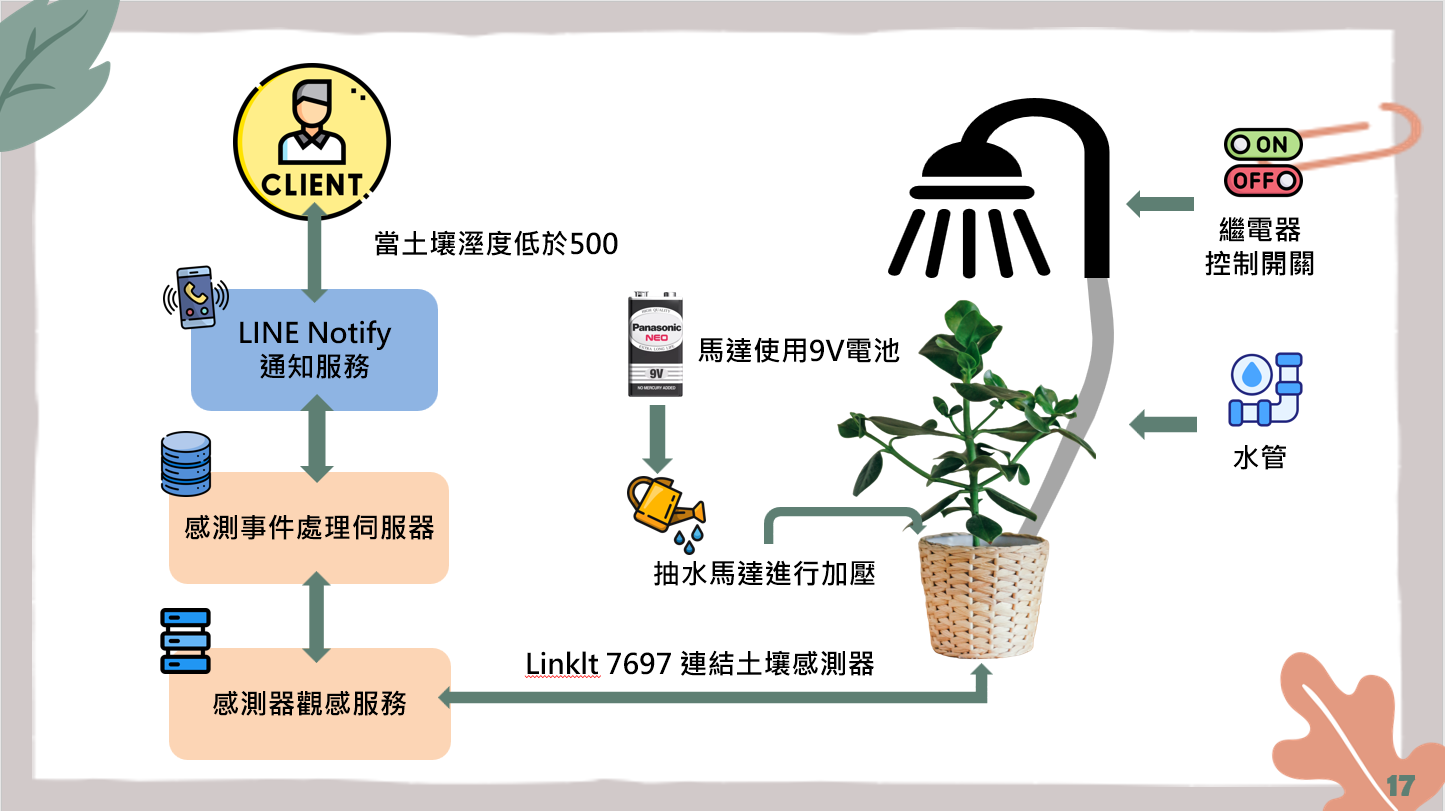 CLIENT
當土壤溼度低於500
LINE Notify
通知服務
感測事件處理伺服器
感測器觀感服務
Panasonic
NEO
9V
NO MERCURY ADDED
馬達使用9V電池
抽水馬達進行加壓
LinkIt 7697 連結土壤感測器
ON
OFF
繼電器
控制開關
水管
17